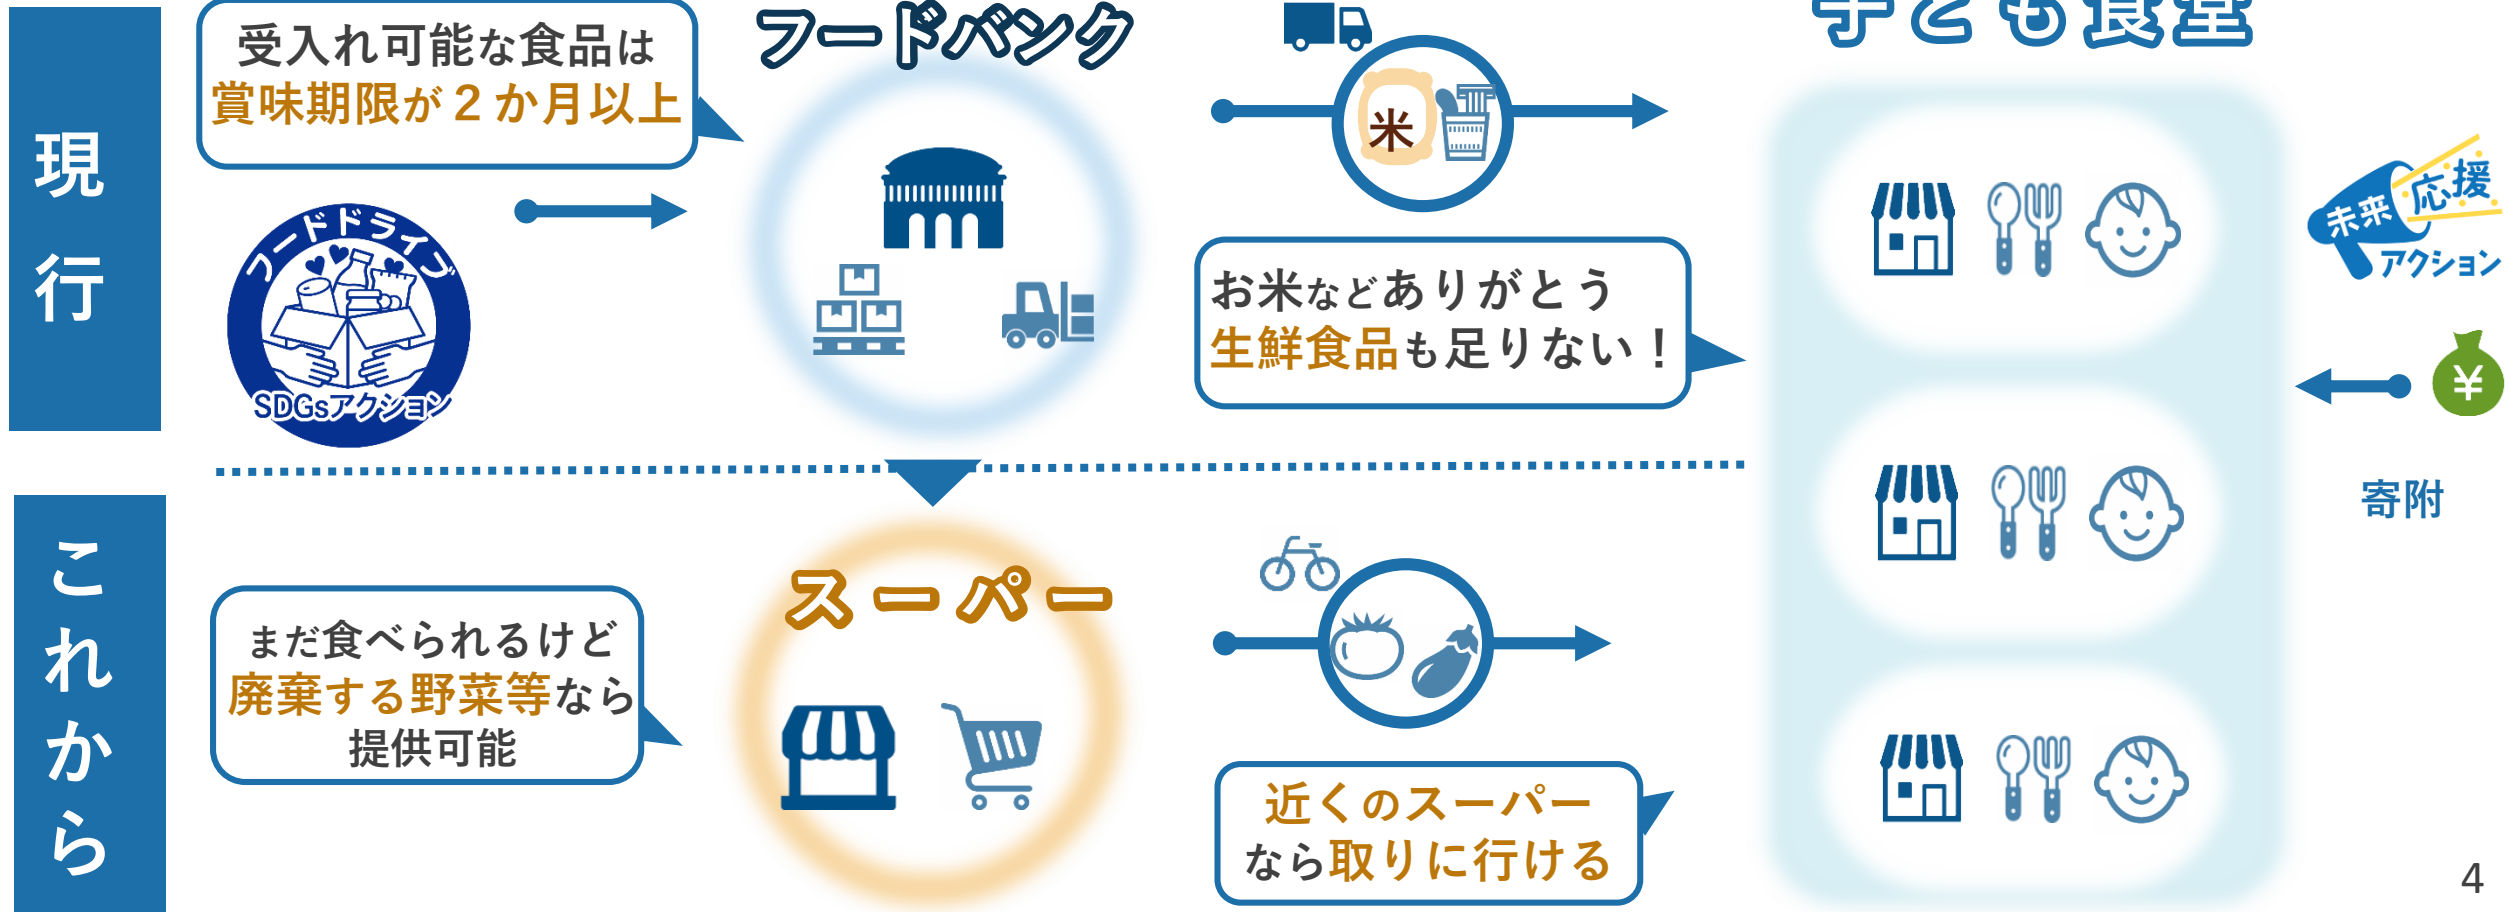 現行
受入れ可能な食品は
賞味期限が２か月以上
フードドライブ
SDGsアクション
フードバンク
米
お米などありがとう
生鮮食品も足りない！
子ども食堂
未来
応援
アクション
¥
寄附
これから
まだ食べられるけど
廃棄する野菜等なら
提供可能
スーパー
近くのスーパー
なら取りに行ける
4